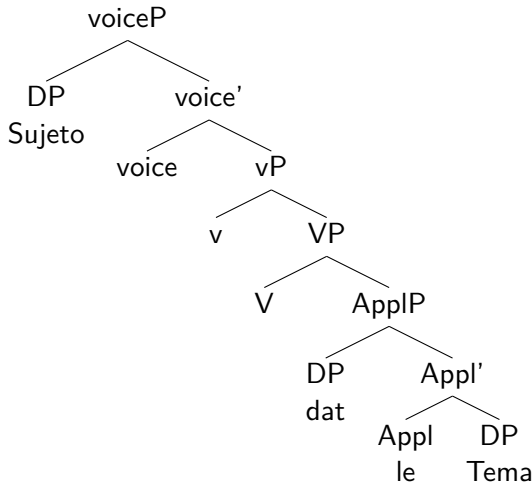 voiceP
DP voice'
Sujeto
voice vP
v VP
V ApplP
DP Appl'
dat
Appl DP
le Tema